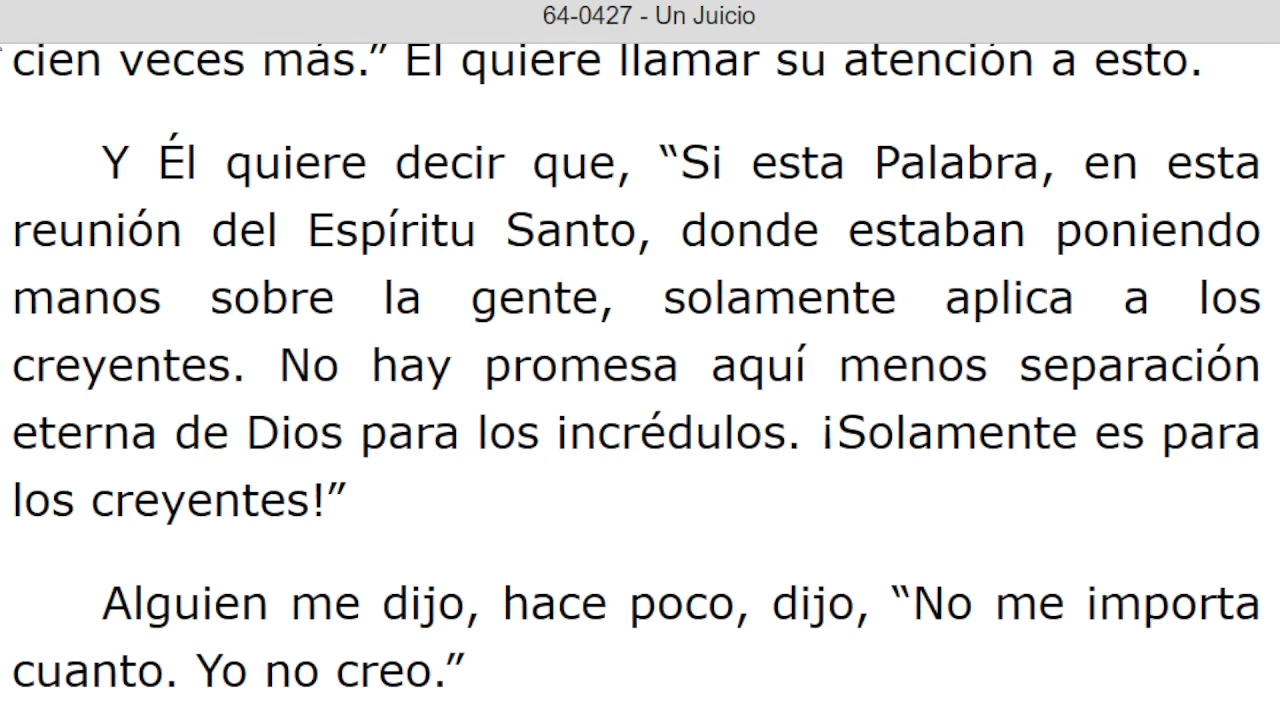 64-0427 - Un Juicio
cien veces más.” Él quiere llamar su atención a esto.
Y Él quiere decir que, “Si esta Palabra, en esta
reunión del Espíritu Santo, donde estaban poniendo
manos sobre la gente, solamente aplica a los
creyentes. No hay promesa aquí menos separación
eterna de Dios para los incrédulos. ¡Solamente es para
los creyentes!”
Alguien me dijo, hace poco, dijo, “No me importa
cuanto. Yo no creo.”